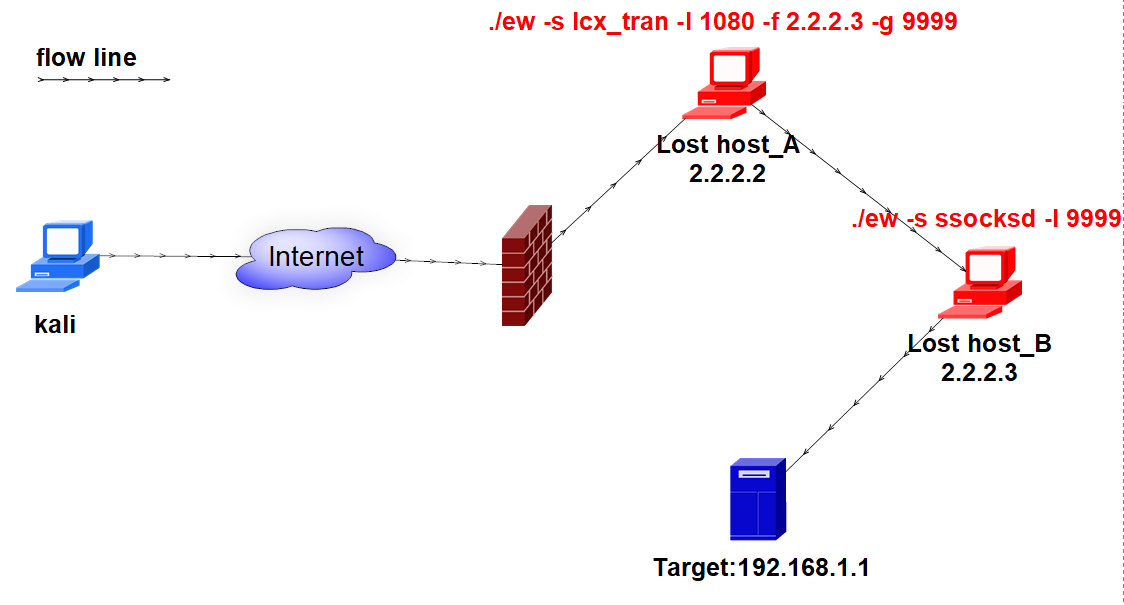 ./ew -s lcx_tran -l 1080 -f 2.2.2.3 -g 9999
flow line
Lost host_A
2.2.2.2
./ew -s ssocksd -l 9999
Internet
kali
Lost host_B
2.2.2.3
Target:192.168.1.1